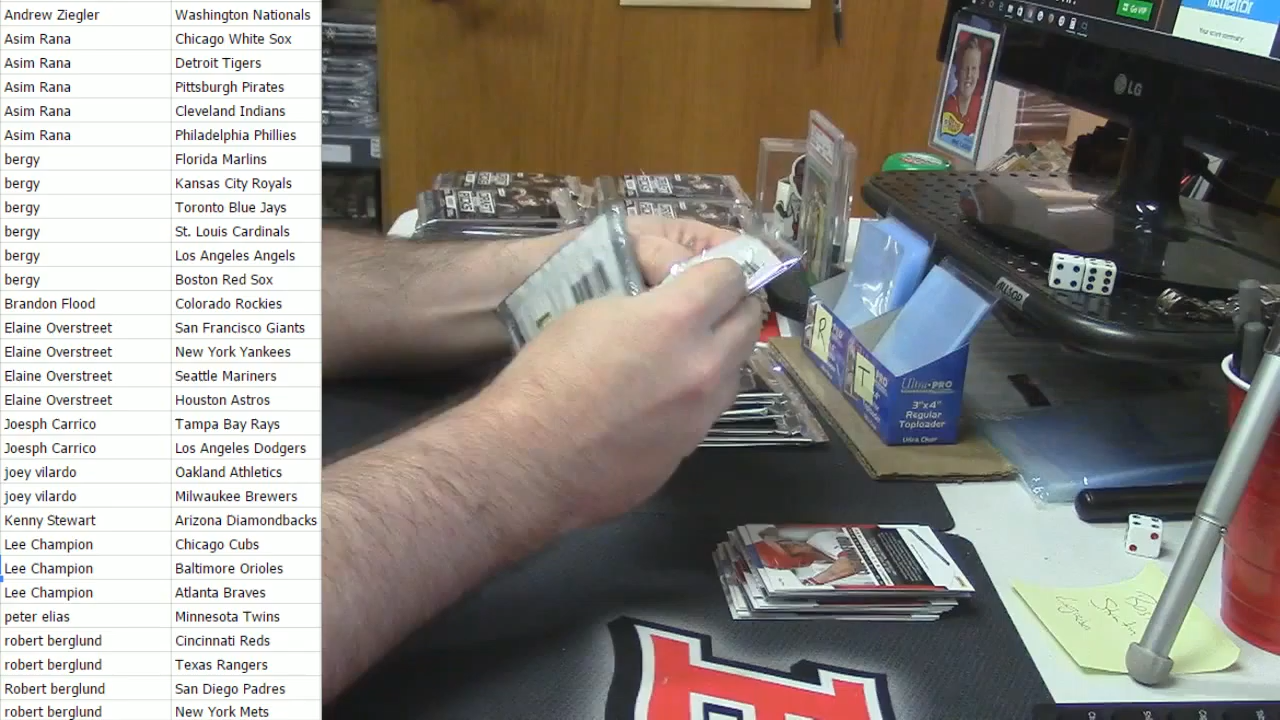 Andrew Ziegler Washington Nationals
Asim Rana Chicago White Sox
Asim Rana Detroit Tigers
Asim Rana Pittsburgh Pirates
Asim Rana Cleveland Indians
Asim Rana Philadelphia Phillies
bergy Florida Marlins
bergy Kansas City Royals
bergy Toronto Blue Jays
bergy St. Louis Cardinals
bergy Los Angeles Angels
bergy Boston Red Sox
Brandon Flood Colorado Rockies
Elaine Overstreet San Francisco Giants
Elaine Overstreet New York Yankees
Elaine Overstreet Seattle Mariners
Elaine Overstreet Houston Astros
Joesph Carrico Tampa Bay Rays
Joesph Carrico Los Angeles Dodgers
joey vilardo Oakland Athletics
joey vilardo Milwaukee Brewers
Kenny Stewart Arizona Diamondbacks
Lee Champion Chicago Cubs
Lee Champion Baltimore Orioles
Lee Champion Atlanta Braves
peter elias Minnesota Twins
robert berglund Cincinnati Reds
robert berglund Texas Rangers
Robert berglund San Diego Padres
robert berglund New York Mets
Go VIP
LG
ALLSOP
R
T
PRO
Ultra·PRO
3"x4"
Regular
Toploader
Ultra Clear